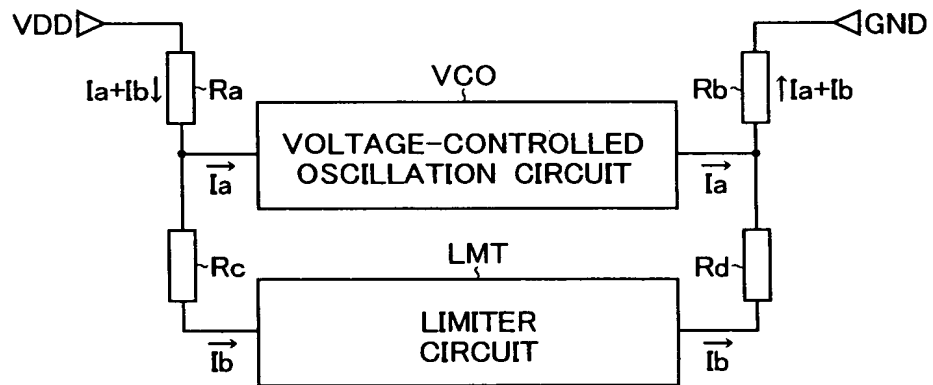 VDD
GND
VCO
Ia+Ib↓
Ra
Rb
↑Ia+Ib
VOLTAGE-CONTROLLED
OSCILLATION CIRCUIT
→
Ia
→
Ia
LMT
Rc
Rd
LIMITER
CIRCUIT
→
Ib
→
Ib